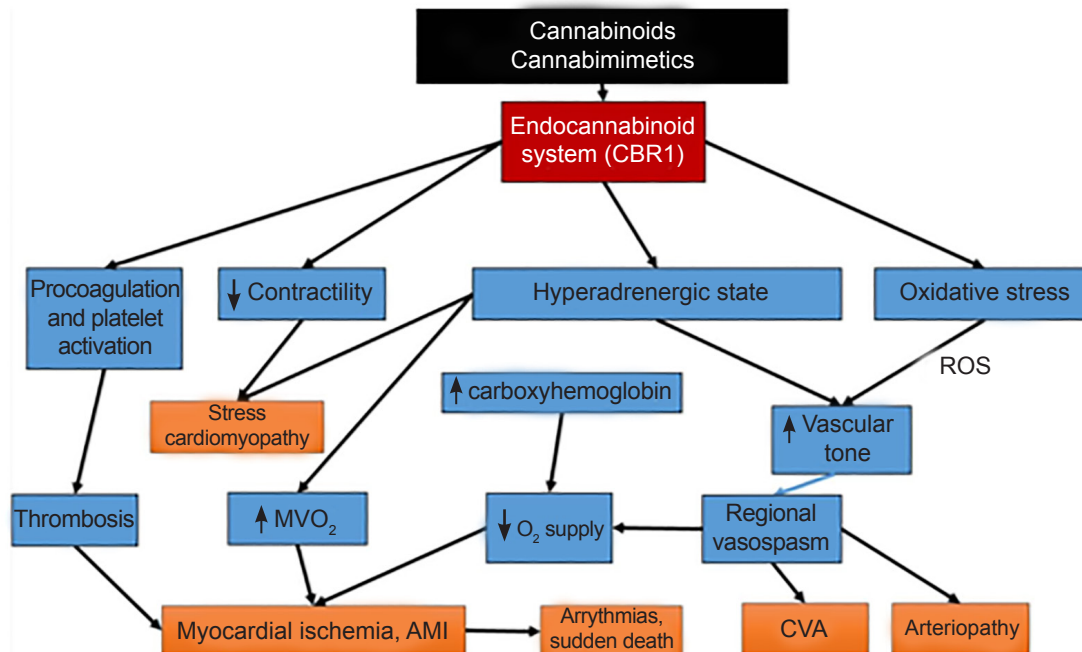 Cannabinoids
Cannabimimetics
Endocannabinoid
system (CBR1)
Procoagulation
and platelet
activation
↓ Contractility
Hyperadrenergic state
Oxidative stress
ROS
↑ carboxyhemoglobin
Stress
cardiomyopathy
↑ Vascular
tone
Thrombosis
↑ MVO₂
↓ O₂ supply
Regional
vasospasm
Myocardial ischemia, AMI
Arrythmias,
sudden death
CVA
Arteriopathy